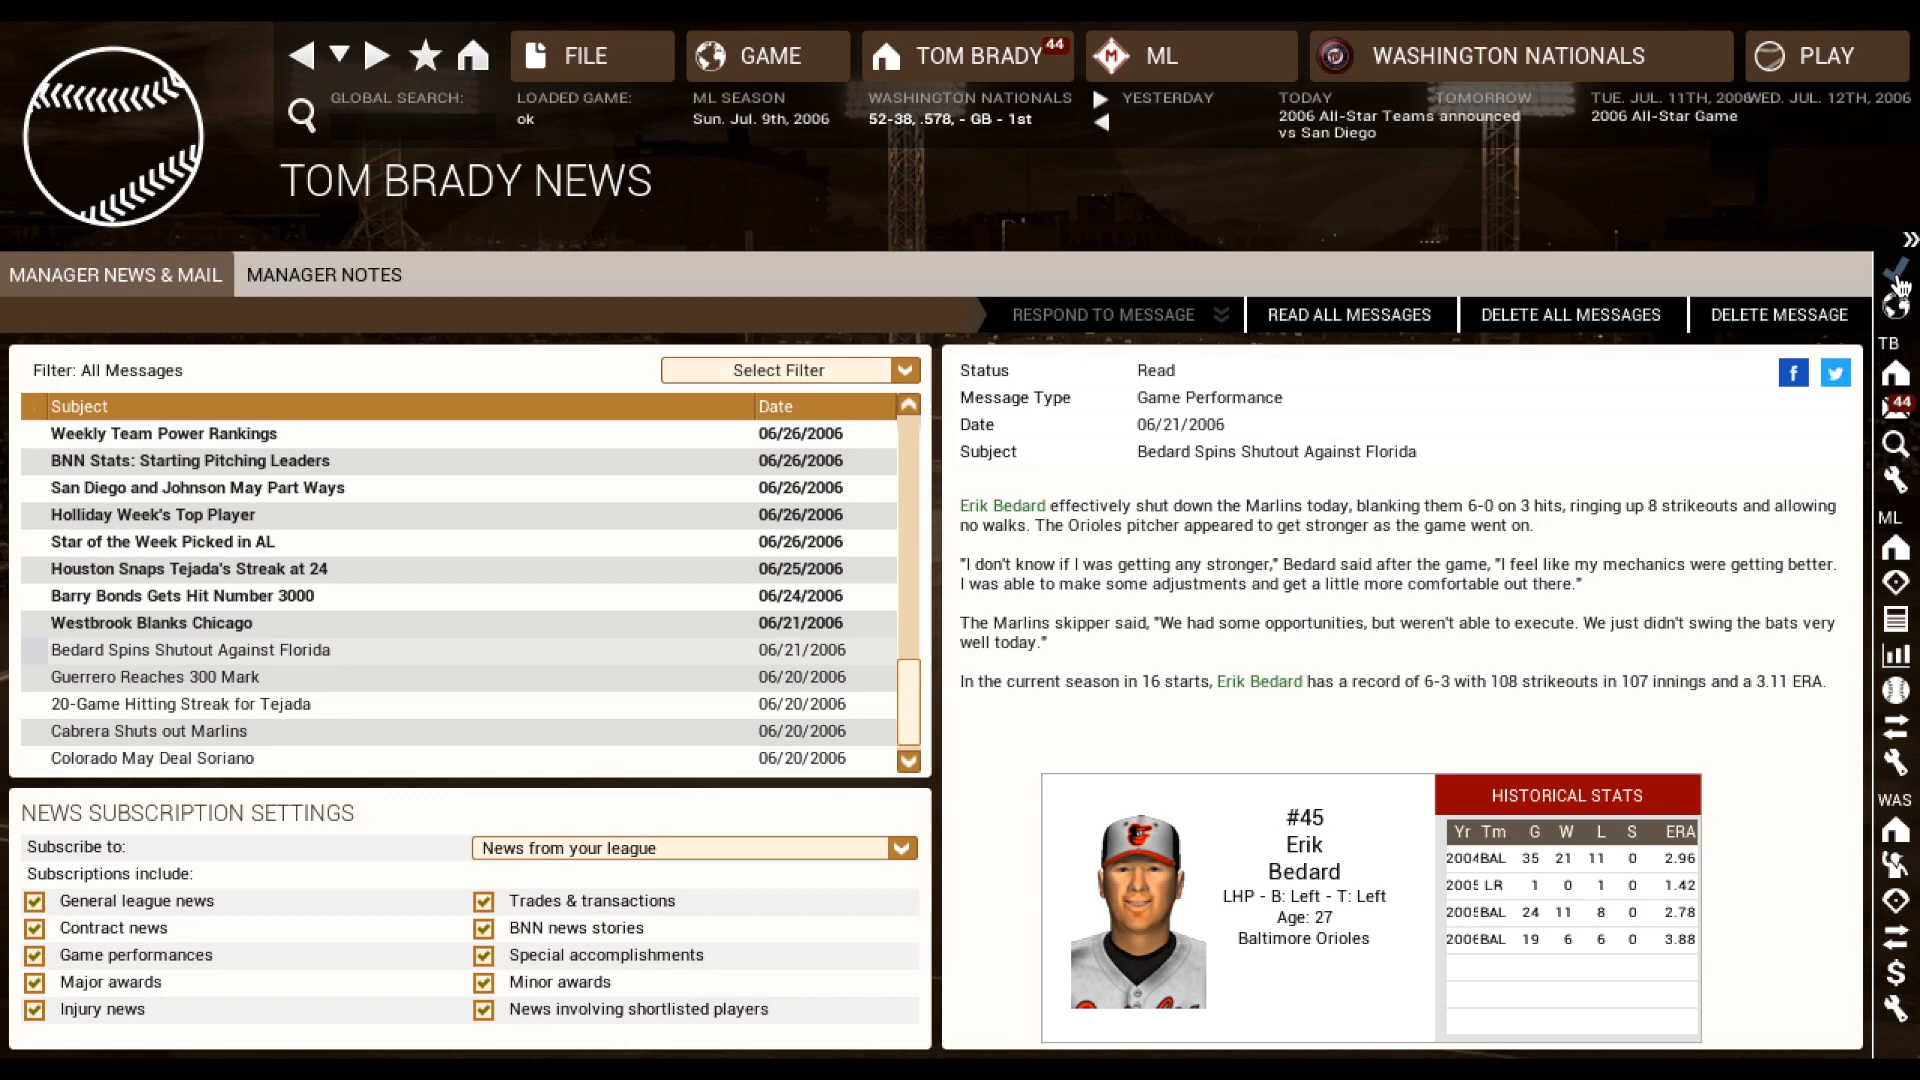 FILE
GAME
TOM BRADY 44
ML
WASHINGTON NATIONALS
PLAY
GLOBAL SEARCH:
LOADED GAME:
ok
ML SEASON
Sun. Jul. 9th, 2006
WASHINGTON NATIONALS
52-38, .578, - GB - 1st
YESTERDAY
TODAY
2006 All-Star Teams announced
vs San Diego
TOMORROW
TUE. JUL. 11TH, 2006
2006 All-Star Game
WED. JUL. 12TH, 2006
TOM BRADY NEWS
MANAGER NEWS & MAIL
MANAGER NOTES
RESPOND TO MESSAGE
READ ALL MESSAGES
DELETE ALL MESSAGES
DELETE MESSAGE
Filter: All Messages
Select Filter
Subject Date
Weekly Team Power Rankings 06/26/2006
BNN Stats: Starting Pitching Leaders 06/26/2006
San Diego and Johnson May Part Ways 06/26/2006
Holliday Week's Top Player 06/26/2006
Star of the Week Picked in AL 06/26/2006
Houston Snaps Tejada's Streak at 24 06/25/2006
Barry Bonds Gets Hit Number 3000 06/24/2006
Westbrook Blanks Chicago 06/21/2006
Bedard Spins Shutout Against Florida 06/21/2006
Guerrero Reaches 300 Mark 06/20/2006
20-Game Hitting Streak for Tejada 06/20/2006
Cabrera Shuts out Marlins 06/20/2006
Colorado May Deal Soriano 06/20/2006
NEWS SUBSCRIPTION SETTINGS
Subscribe to: News from your league
Subscriptions include:
General league news Trades & transactions
Contract news BNN news stories
Game performances Special accomplishments
Major awards Minor awards
Injury news News involving shortlisted players
Status Read
Message Type Game Performance
Date 06/21/2006
Subject Bedard Spins Shutout Against Florida
Erik Bedard effectively shut down the Marlins today, blanking them 6-0 on 3 hits, ringing up 8 strikeouts and allowing
no walks. The Orioles pitcher appeared to get stronger as the game went on.
"I don't know if I was getting any stronger," Bedard said after the game, "I feel like my mechanics were getting better.
I was able to make some adjustments and get a little more comfortable out there."
The Marlins skipper said, "We had some opportunities, but weren't able to execute. We just didn't swing the bats very
well today."
In the current season in 16 starts, Erik Bedard has a record of 6-3 with 108 strikeouts in 107 innings and a 3.11 ERA.
#45
Erik
Bedard
LHP - B: Left - T: Left
Age: 27
Baltimore Orioles
HISTORICAL STATS
Yr Tm G W L S ERA
2004 BAL 35 21 11 0 2.96
2005 LR 1 0 1 0 1.42
2005 BAL 24 11 8 0 2.78
2006 BAL 19 6 6 0 3.88
TB
44
ML
WAS